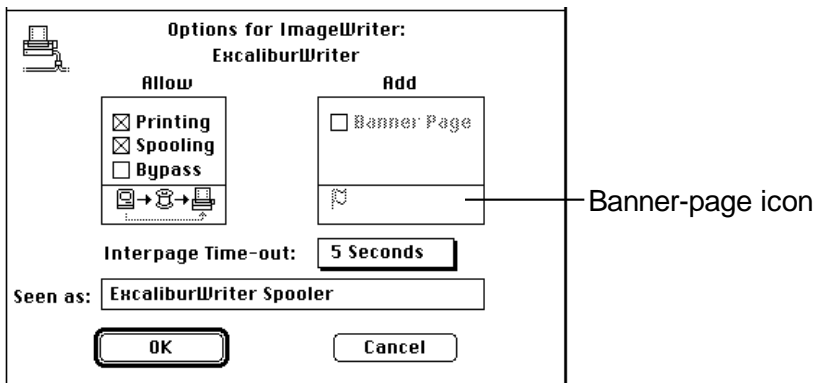 Options for ImageWriter:
ExcaliburWriter
Allow
Add
Printing
Spooling
Bypass
Banner Page
Banner-page icon
Interpage Time-out: 5 Seconds
Seen as: ExcaliburWriter Spooler
OK
Cancel